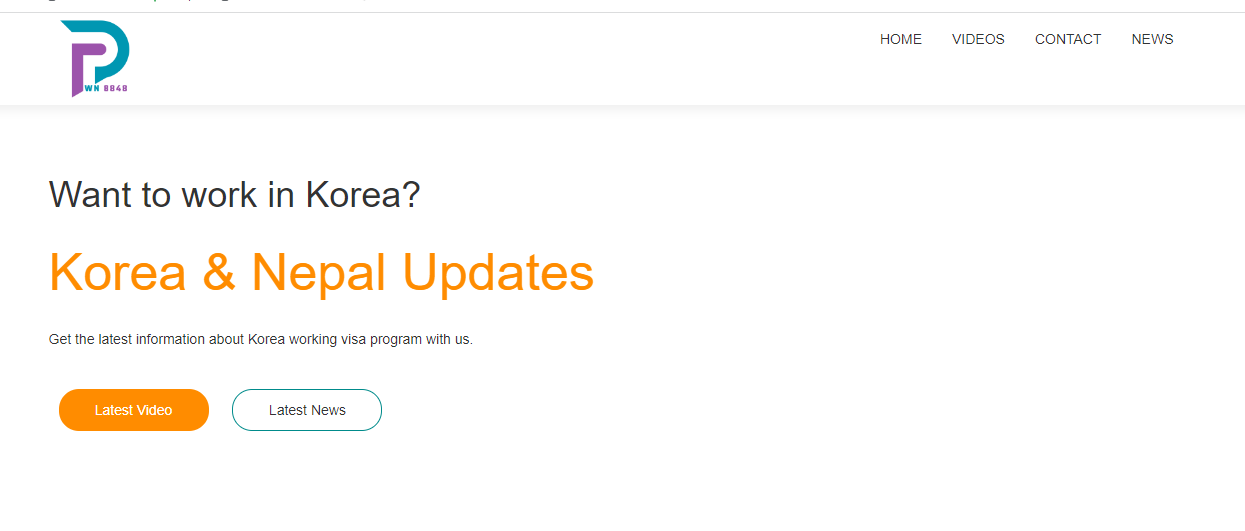 WN 8848
HOME VIDEOS CONTACT NEWS
Want to work in Korea?
Korea & Nepal Updates
Get the latest information about Korea working visa program with us.
Latest Video Latest News